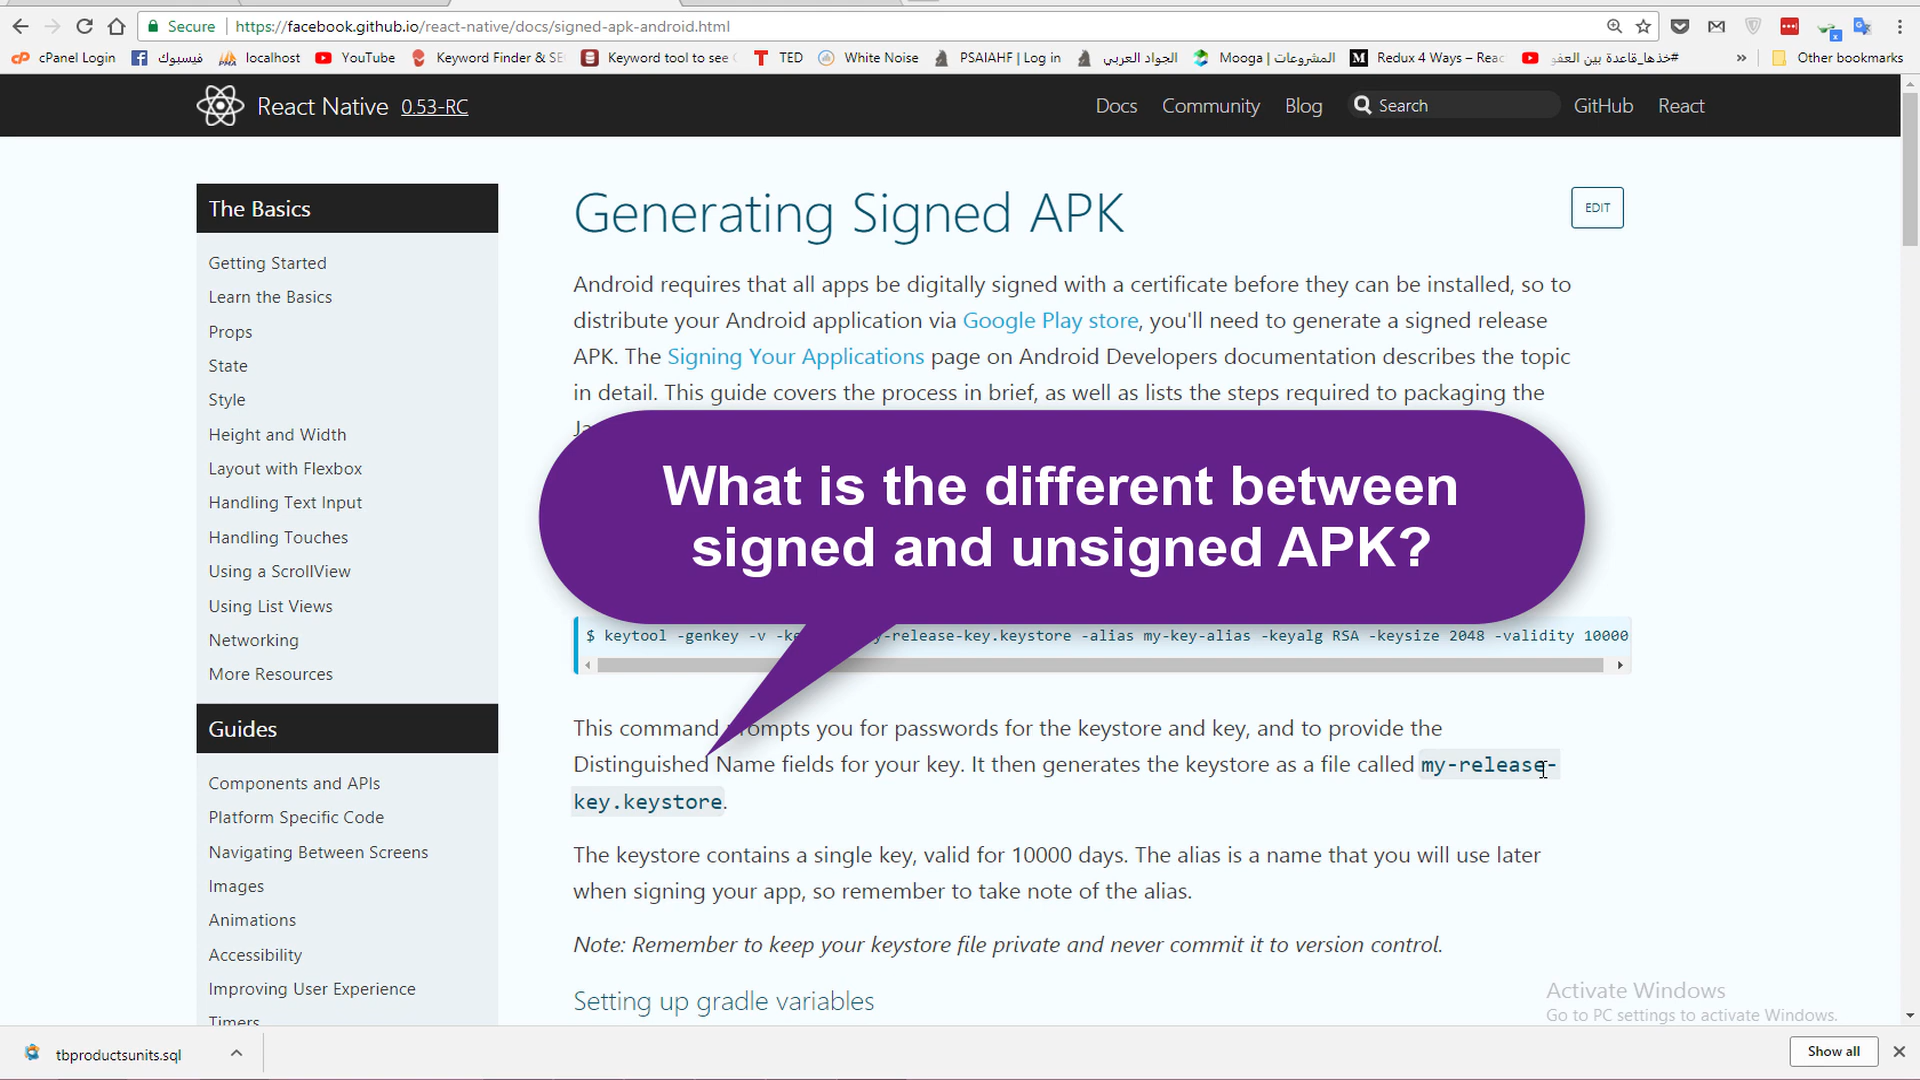 Secure https://facebook.github.io/react-native/docs/signed-apk-android.html
cPanel Login فيسبوك localhost YouTube Keyword Finder & SE Keyword tool to see TED White Noise PSAIAHF | Log in الجواد العربي Mooga | المشروعات Redux 4 Ways – Reac #خذها_قاعدة بين العفو » Other bookmarks
React Native 0.53-RC Docs Community Blog Search GitHub React
The Basics
Getting Started
Learn the Basics
Props
State
Style
Height and Width
Layout with Flexbox
Handling Text Input
Handling Touches
Using a ScrollView
Using List Views
Networking
More Resources
Guides
Components and APIs
Platform Specific Code
Navigating Between Screens
Images
Animations
Accessibility
Improving User Experience
Timers
Generating Signed APK
EDIT
Android requires that all apps be digitally signed with a certificate before they can be installed, so to
distribute your Android application via Google Play store, you'll need to generate a signed release
APK. The Signing Your Applications page on Android Developers documentation describes the topic
in detail. This guide covers the process in brief, as well as lists the steps required to packaging the
What is the different between
signed and unsigned APK?
$ keytool -genkey -v -ke y-release-key.keystore -alias my-key-alias -keyalg RSA -keysize 2048 -validity 10000
This command prompts you for passwords for the keystore and key, and to provide the
Distinguished Name fields for your key. It then generates the keystore as a file called my-release-
key.keystore.
The keystore contains a single key, valid for 10000 days. The alias is a name that you will use later
when signing your app, so remember to take note of the alias.
Note: Remember to keep your keystore file private and never commit it to version control.
Setting up gradle variables
Activate Windows
Go to PC settings to activate Windows.
tbproductsunits.sql
Show all